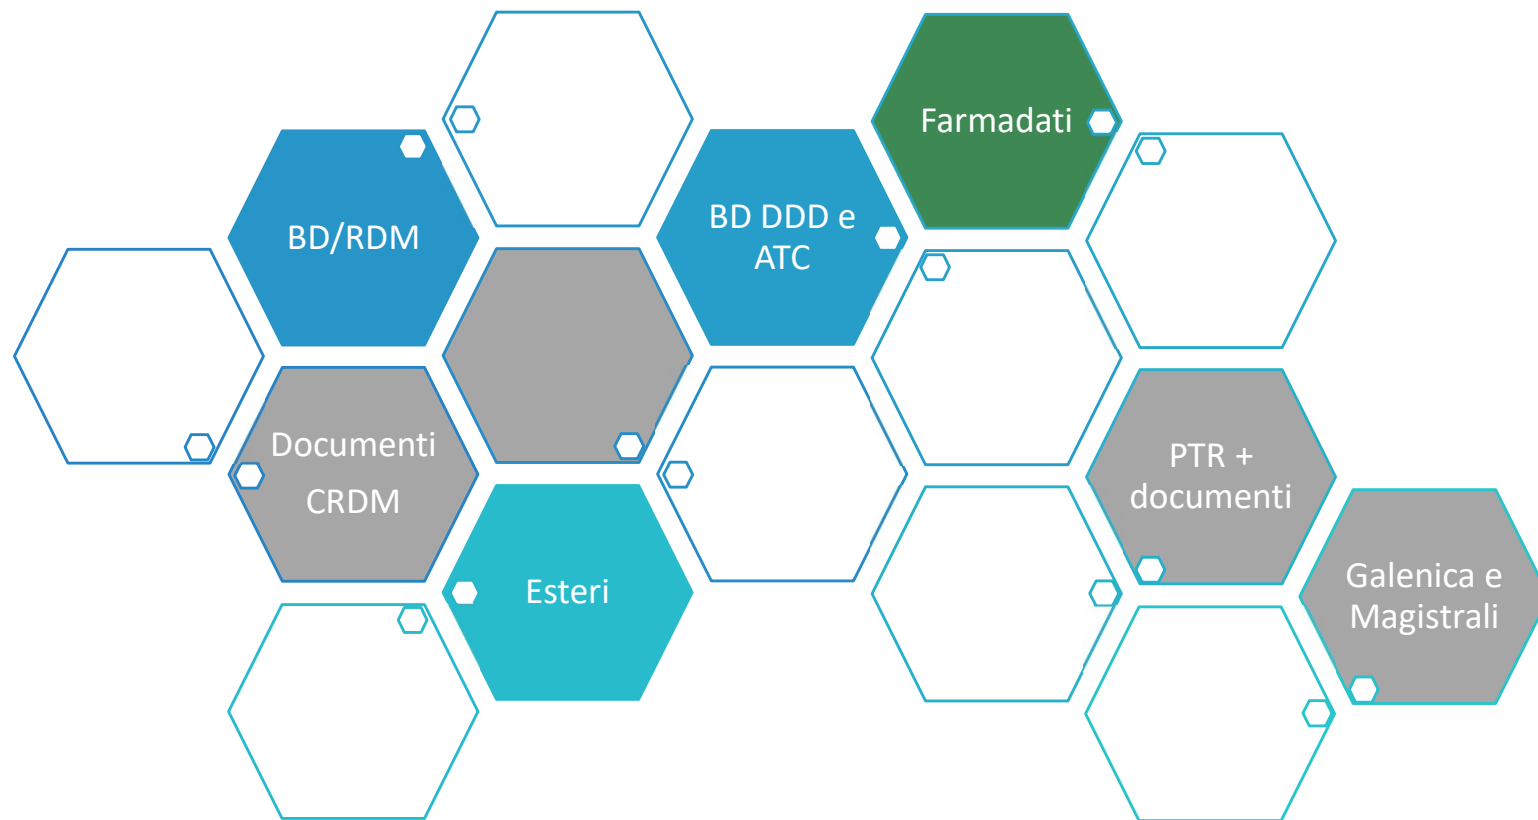 Farmadati
BD/RDM
BD DDD e
ATC
Documenti
CRDM
PTR +
documenti
Esteri
Galenica e
Magistrali